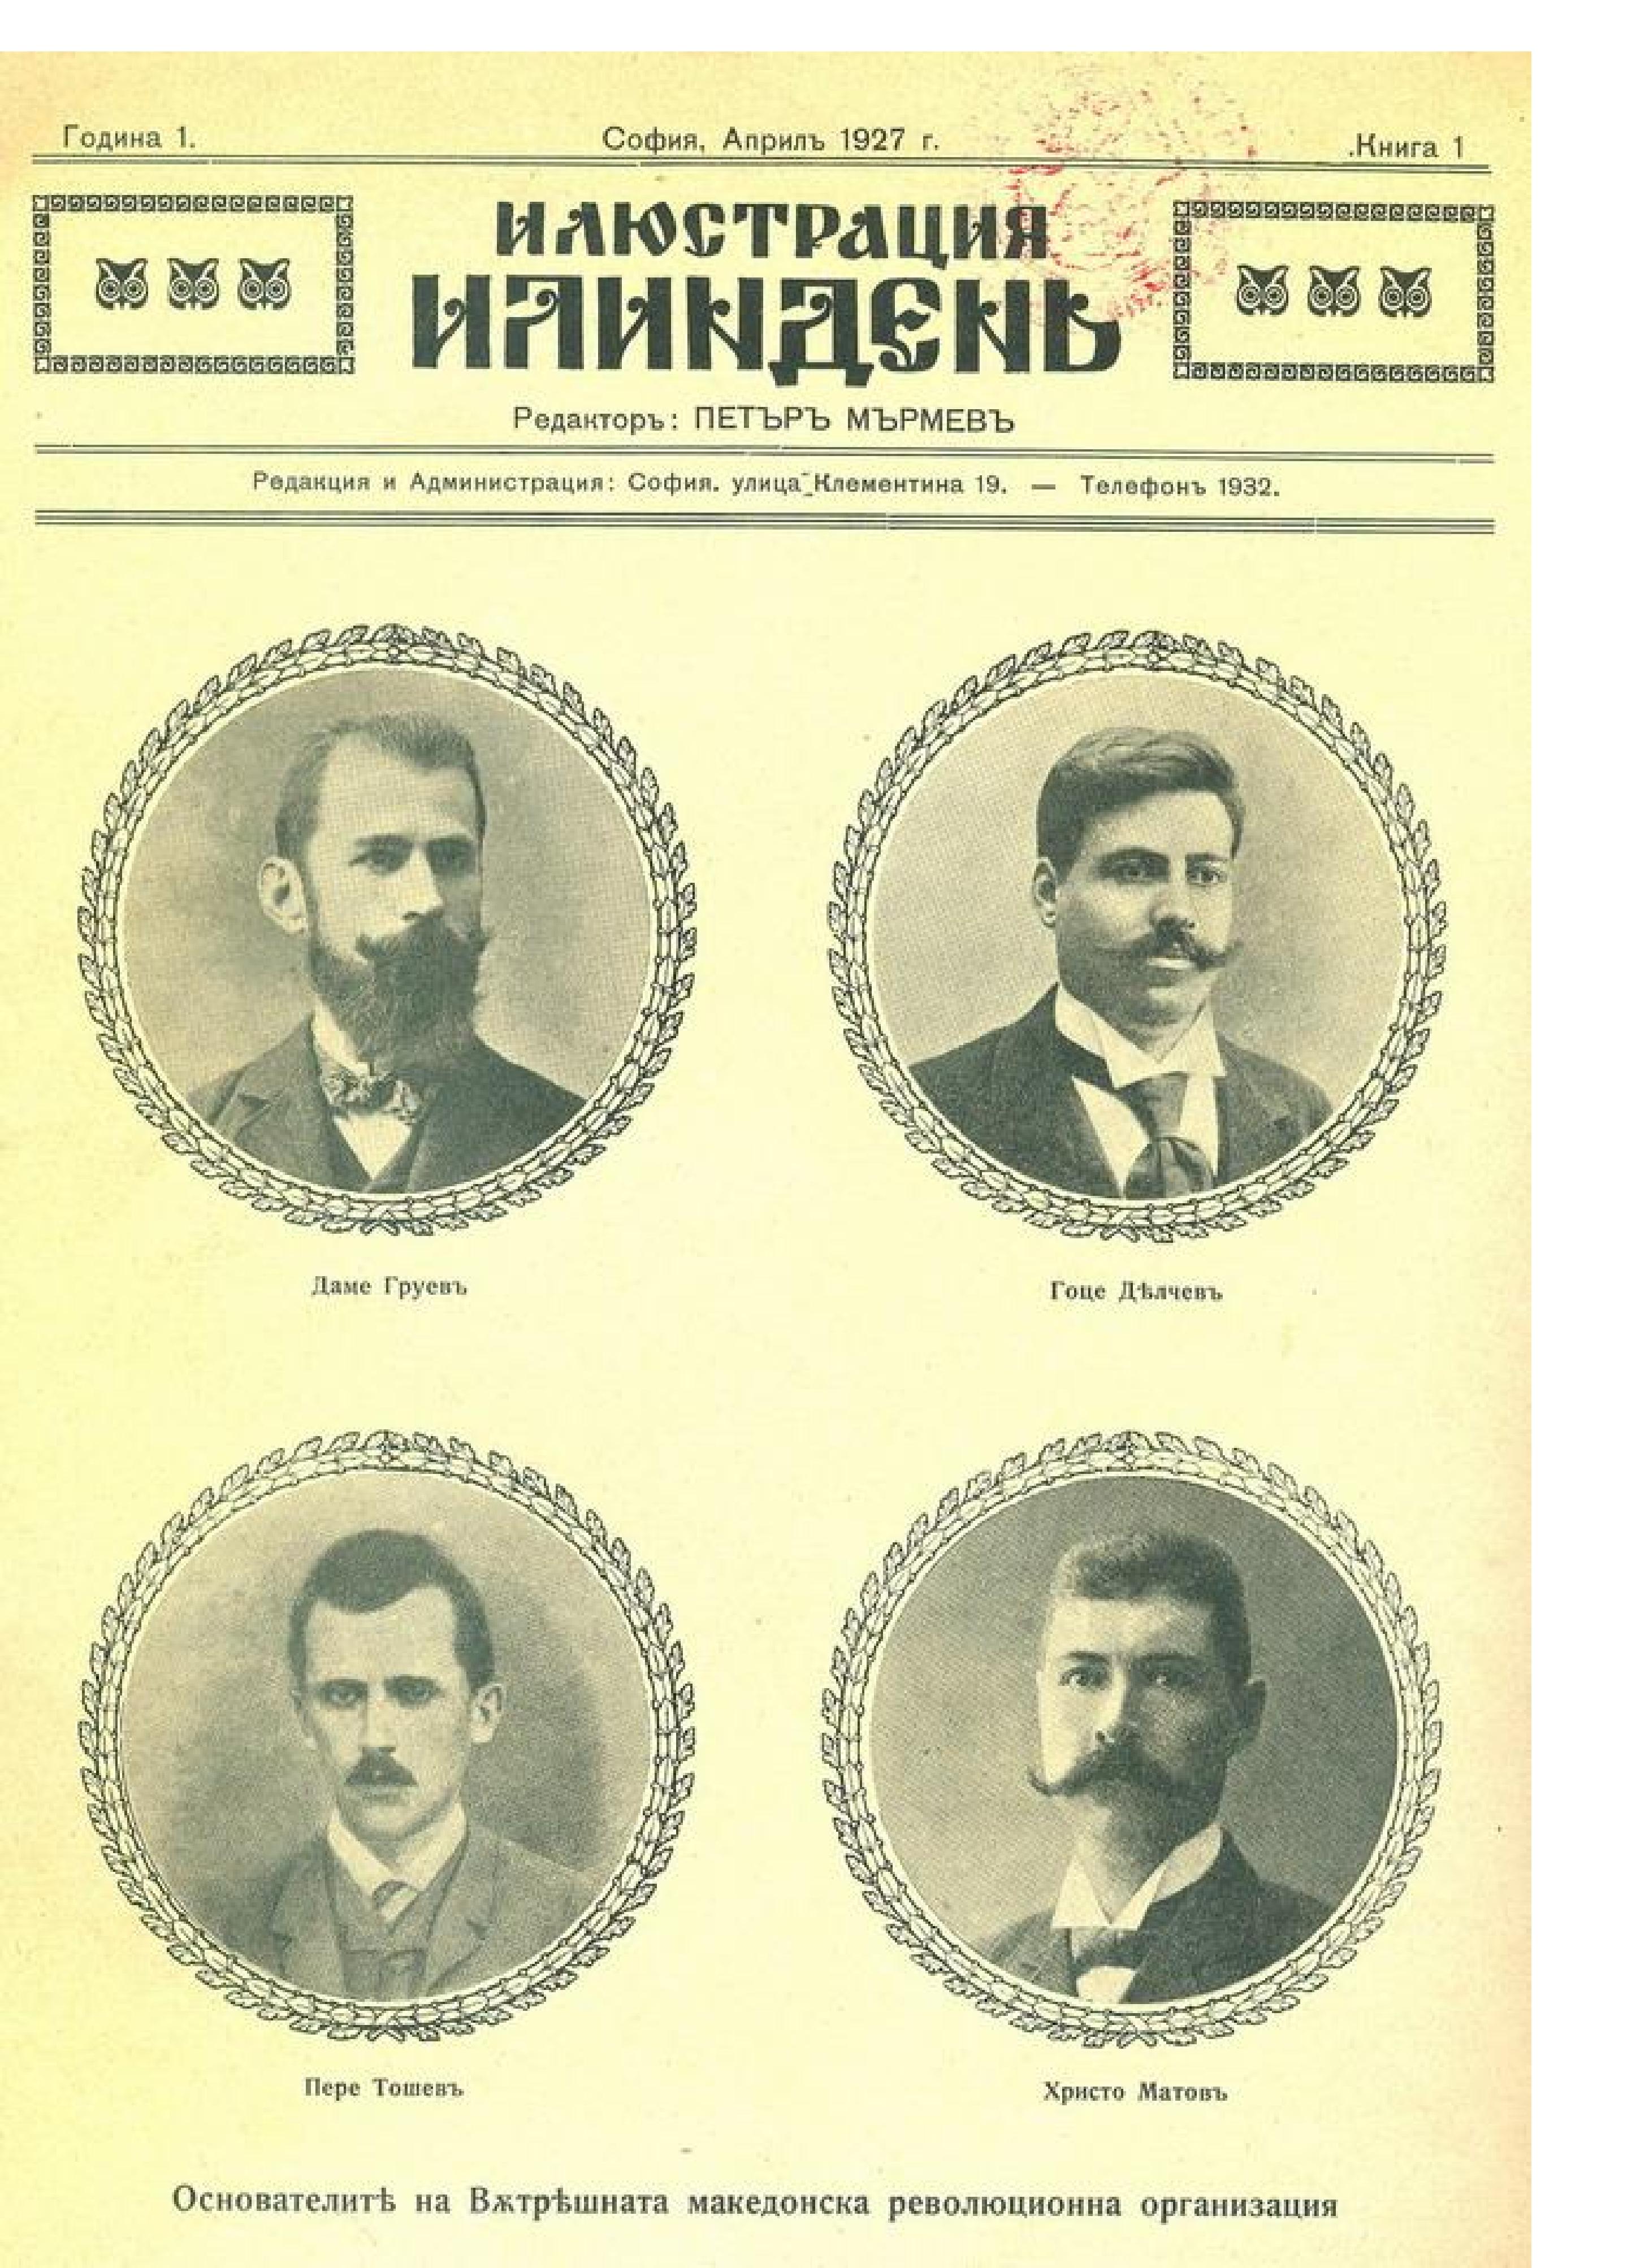 Година 1.
София, Априлъ 1927 г.
Книга 1
ИЛЮСТРАЦИЯ
ИЛИНДЕНЬ
Редакторъ: ПЕТЪРЪ МЪРМЕВЪ
Редакция и Администрация: София. улица Клементина 19. — Телефонъ 1932.
Даме Груевъ
Гоце Дѣлчевъ
Пере Тошевъ
Христо Матовъ
Основателитѣ на Вѫтрѣшната македонска революционна организация